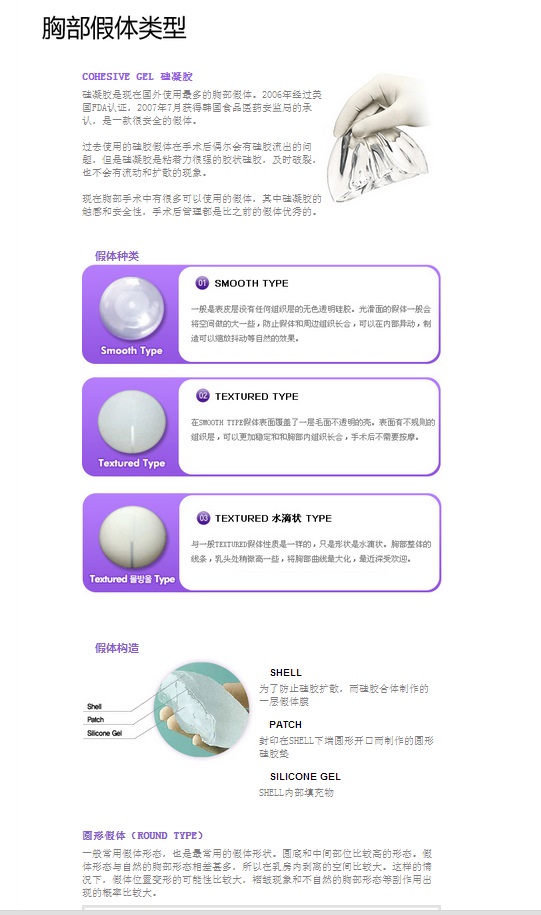 胸部假体类型
COHESIVE GEL 硅凝胶
硅凝胶是现在国外使用最多的胸部假体。2006年经过美
国FDA认证，2007年7月获得韩国食品医药安监局的承
认，是一款很安全的假体。
过去使用的硅胶假体在手术后偶尔会有硅胶流出的问
题，但是硅凝胶是粘着力很强的胶状硅胶，及时破裂，
也不会有流动和扩散的现象。
现在胸部手术中有很多可以使用的假体，其中硅凝胶的
触感和安全性，手术后管理都是比之前的假体优秀的。
假体种类
Smooth Type
01 SMOOTH TYPE
一般是表皮层没有任何组织层的无色透明硅胶。光滑面的假体一般会
将空间做的大一些，防止假体和周边组织长合，可以在内部异动，制
造可以缩放抖动等自然的效果。
Textured Type
02 TEXTURED TYPE
在SMOOTH TYPE假体表面覆盖了一层毛面不透明的壳。表面有不规则的
组织层，可以更加稳定和和胸部内组织长合，手术后不需要按摩。
Textured 물방울 Type
03 TEXTURED 水滴状 TYPE
与一般TEXTURED假体性质是一样的，只是形状是水滴状。胸部整体的
线条，乳头处稍微高一些，将胸部曲线最大化，最近深受欢迎。
假体构造
Shell
Patch
Silicone Gel
SHELL
为了防止硅胶扩散，而硅胶合体制作的
一层假体膜
PATCH
封印在SHELL下端圆形开口而制作的圆形
硅胶垫
SILICONE GEL
SHELL内部填充物
圆形假体（ROUND TYPE）
一般常用假体形态，也是最常用的假体形状。圆底和中间部位比较高的形态。假
体形态与自然的胸部形态相差甚多，所以在乳房内剥离的空间比较大。这样的情
况下，假体位置变形的可能性比较大，褶皱现象和不自然的胸部形态等副作用出
现的概率比较大。